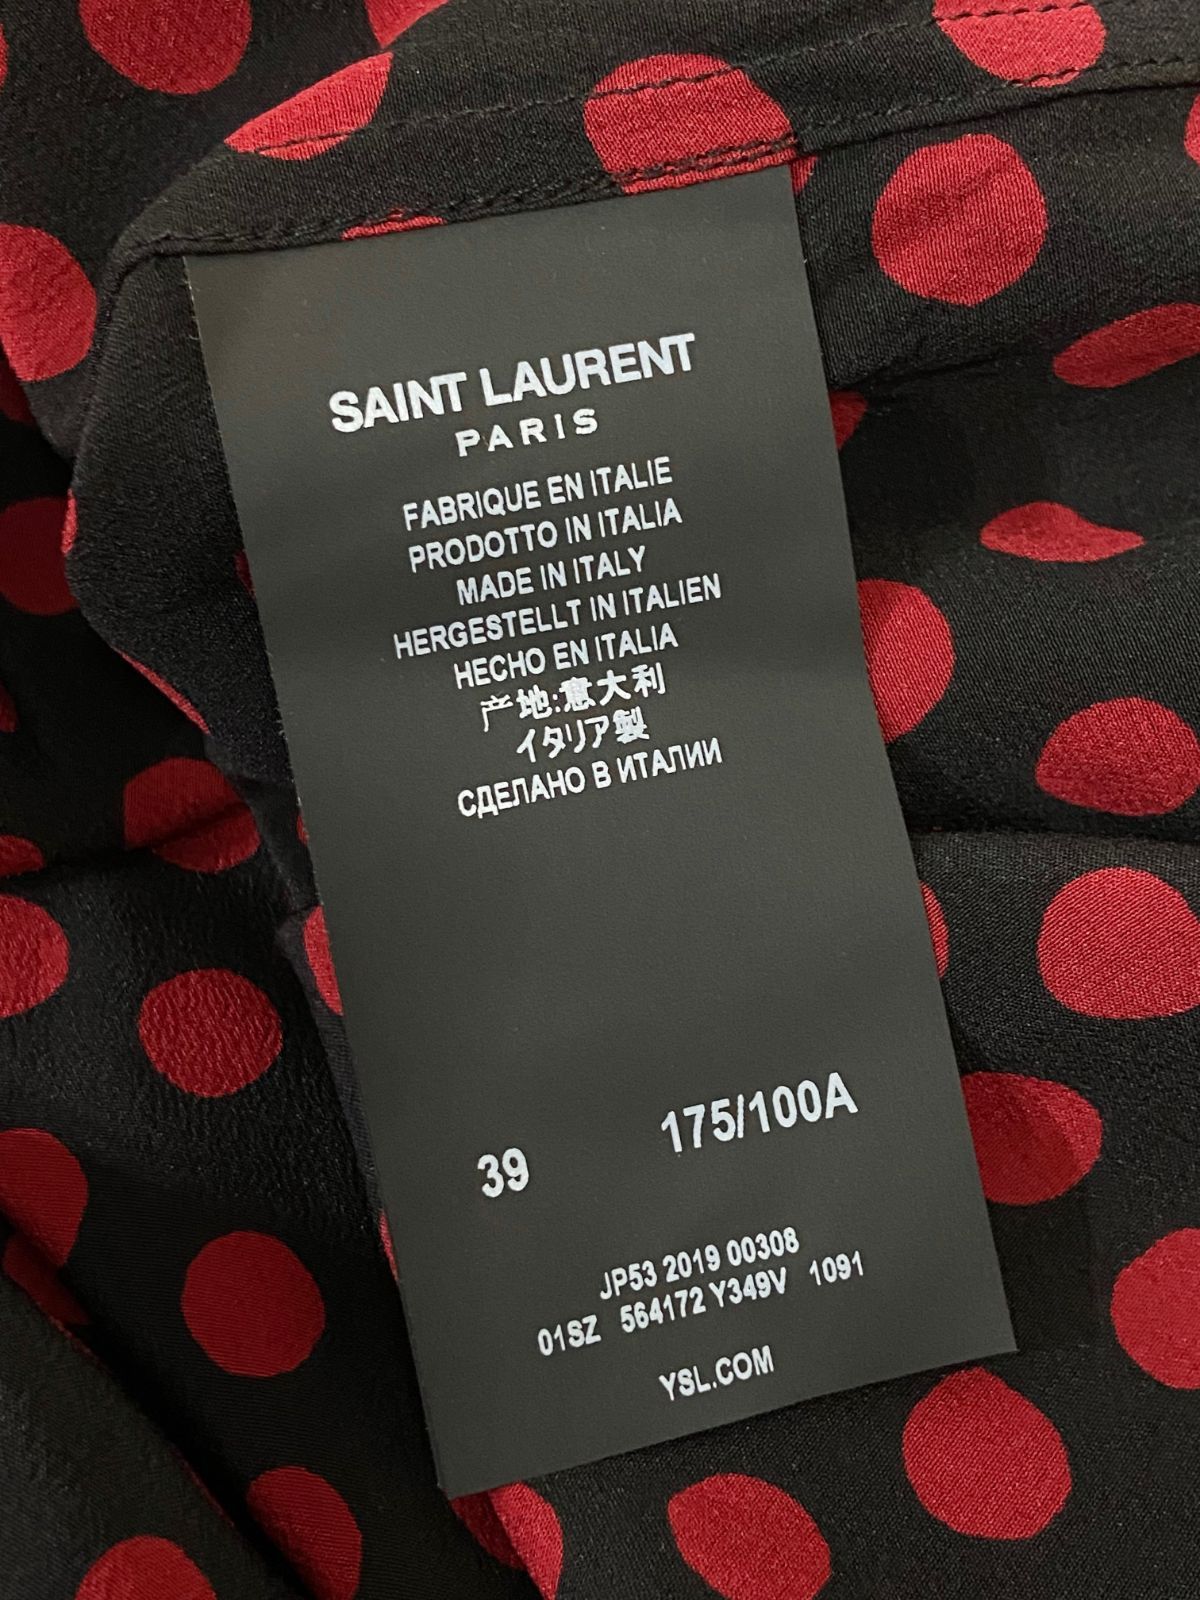 SAINT LAURENT
PARIS
FABRIQUE EN ITALIE
PRODOTTO IN ITALIA
MADE IN ITALY
HERGESTELLT IN ITALIEN
HECHO EN ITALIA
产地:意大利
イタリア製
СДЕЛАНО В ИТАЛИИ
39 175/100A
JP53 2019 00308
01SZ 564172 Y349V 1091
YSL.COM